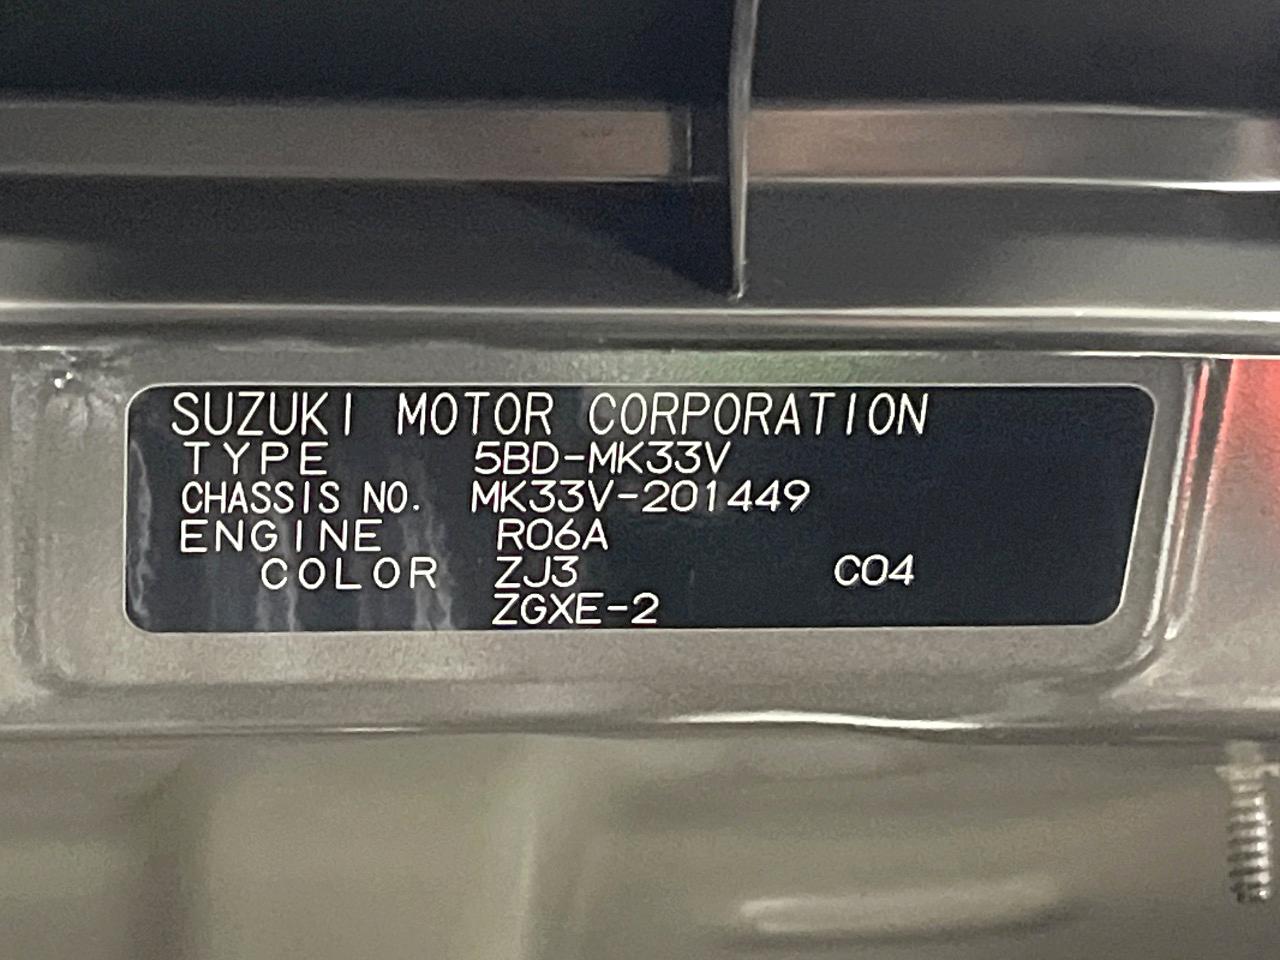 SUZUKI MOTOR CORPORATION
TYPE 5BD-MK33V
CHASSIS NO. MK33V-201449
ENGINE R06A
COLOR ZJ3 C04
ZGXE-2